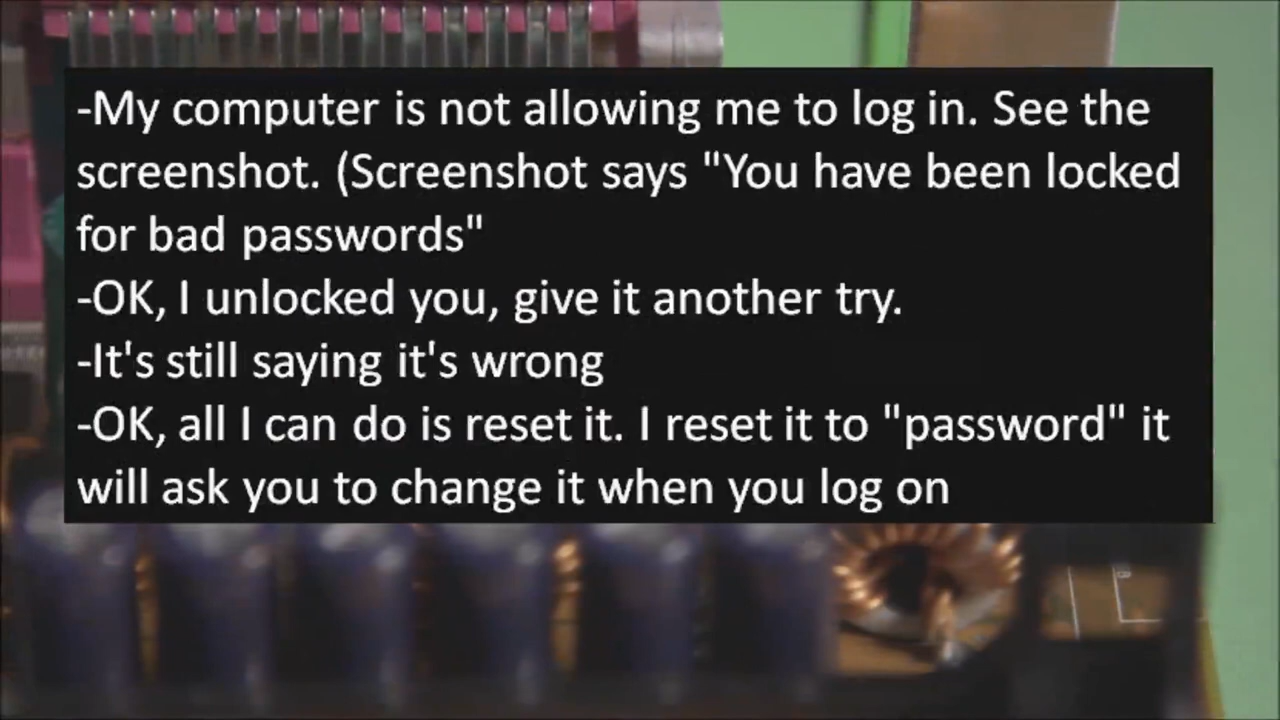 -My computer is not allowing me to log in. See the
screenshot. (Screenshot says "You have been locked
for bad passwords"
-OK, I unlocked you, give it another try.
-It's still saying it's wrong
-OK, all I can do is reset it. I reset it to "password" it
will ask you to change it when you log on